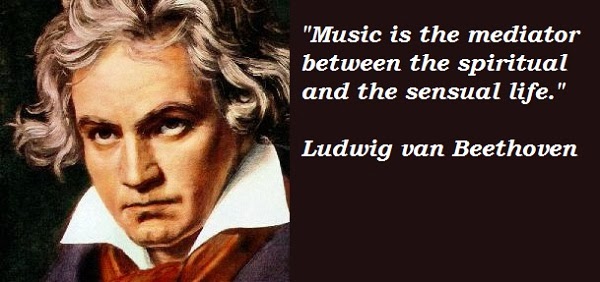 "Music is the mediator
between the spiritual
and the sensual life."
Ludwig van Beethoven